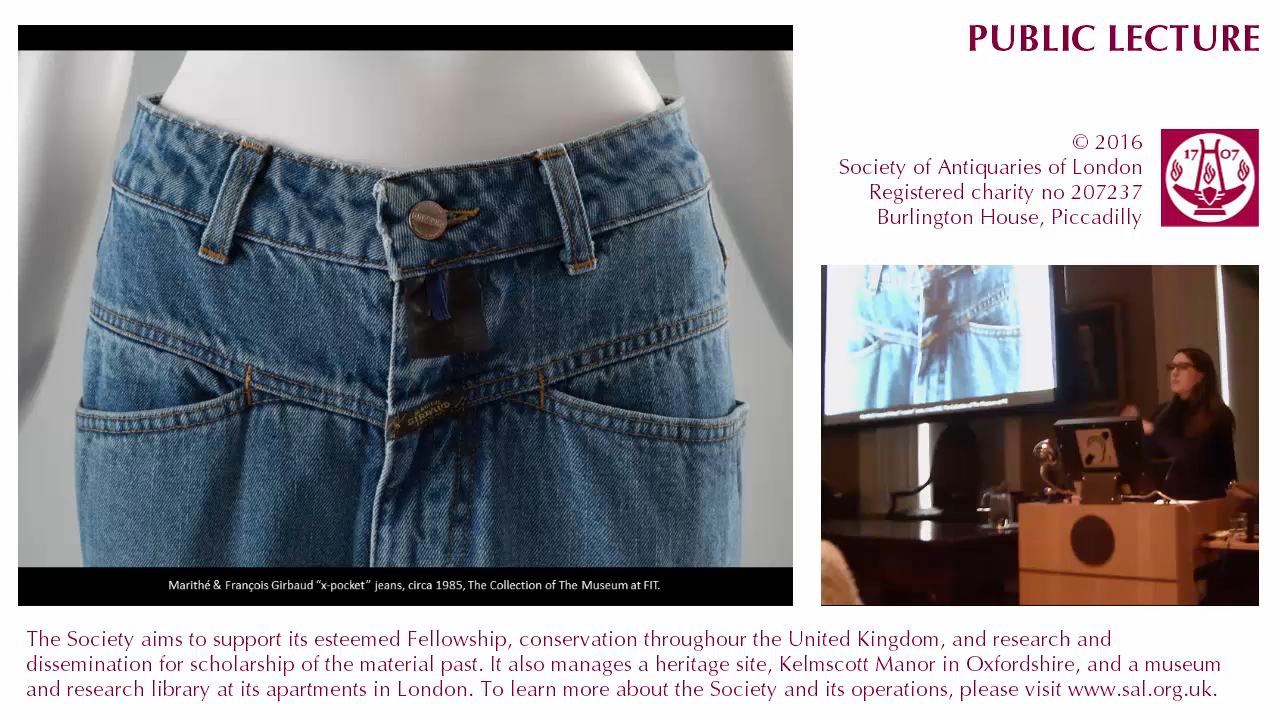 PUBLIC LECTURE
© 2016
Society of Antiquaries of London
Registered charity no 207237
Burlington House, Piccadilly
17 07
GIRBAUD
Marithé & François Girbaud “x-pocket” jeans, circa 1985, The Collection of The Museum at FIT.
The Society aims to support its esteemed Fellowship, conservation throughour the United Kingdom, and research and
dissemination for scholarship of the material past. It also manages a heritage site, Kelmscott Manor in Oxfordshire, and a museum
and research library at its apartments in London. To learn more about the Society and its operations, please visit www.sal.org.uk.